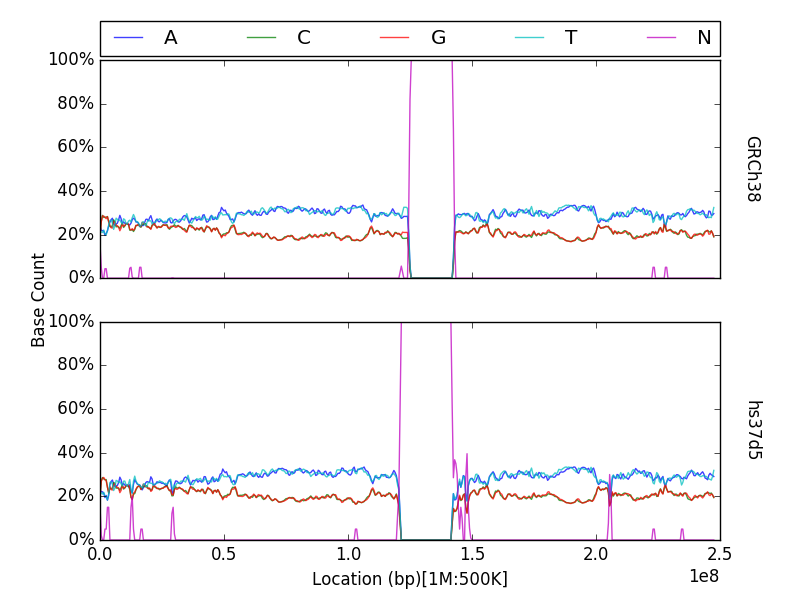 A C G T N
100%
80%
60%
40%
20%
0%
GRCh38
Base Count
100%
80%
60%
40%
20%
0%
hs37d5
0.0 0.5 1.0 1.5 2.0 2.5
1e8
Location (bp)[1M:500K]